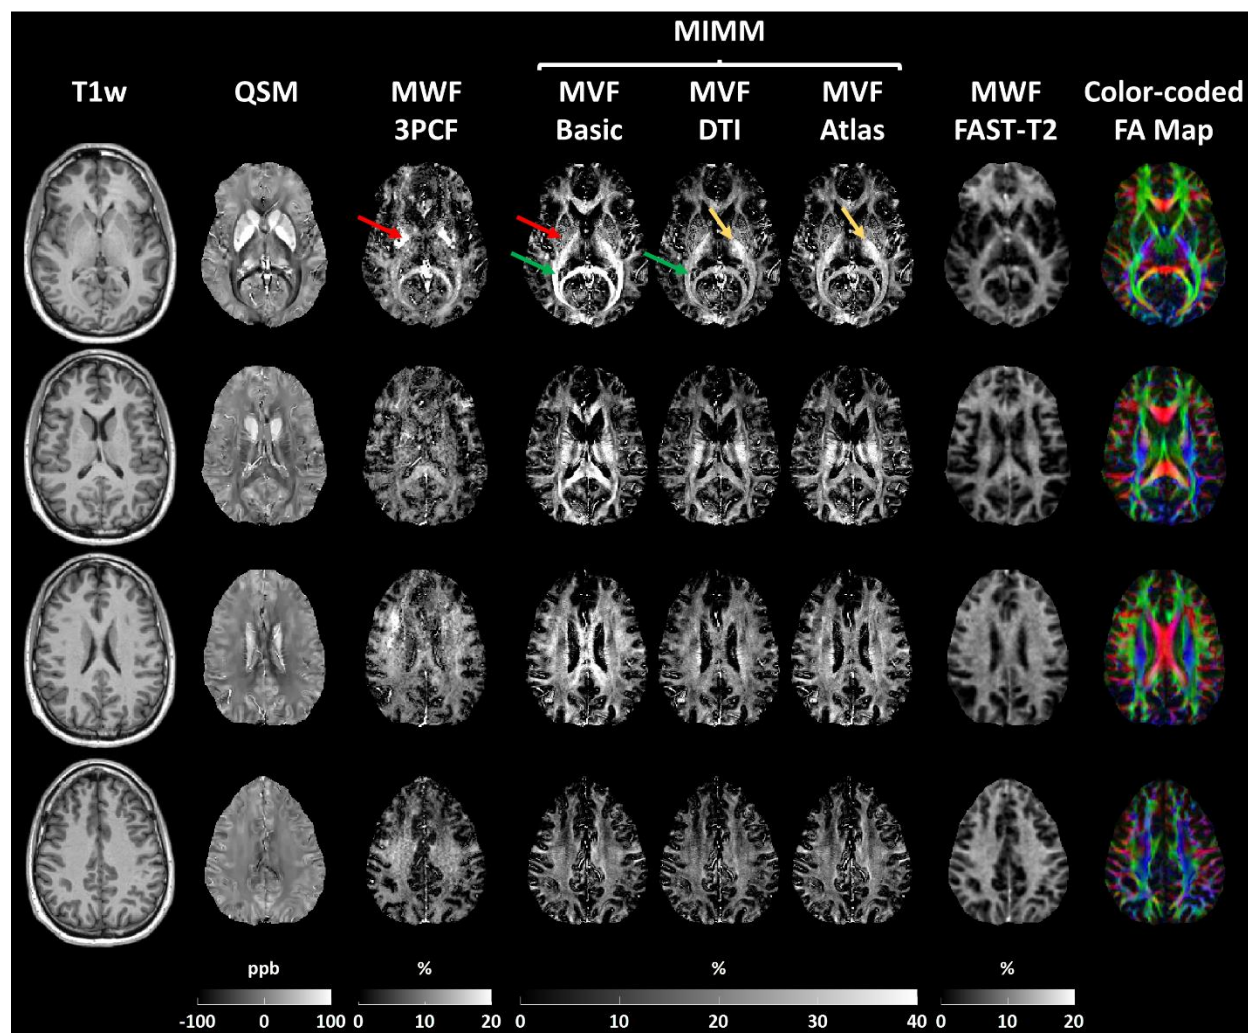 MIMM
T1w QSM MWF MVF MVF MVF MWF Color-coded
3PCF Basic DTI Atlas FAST-T2 FA Map
ppb % % %
-100 0 100 0 10 20 0 10 20 30 40 0 10 20